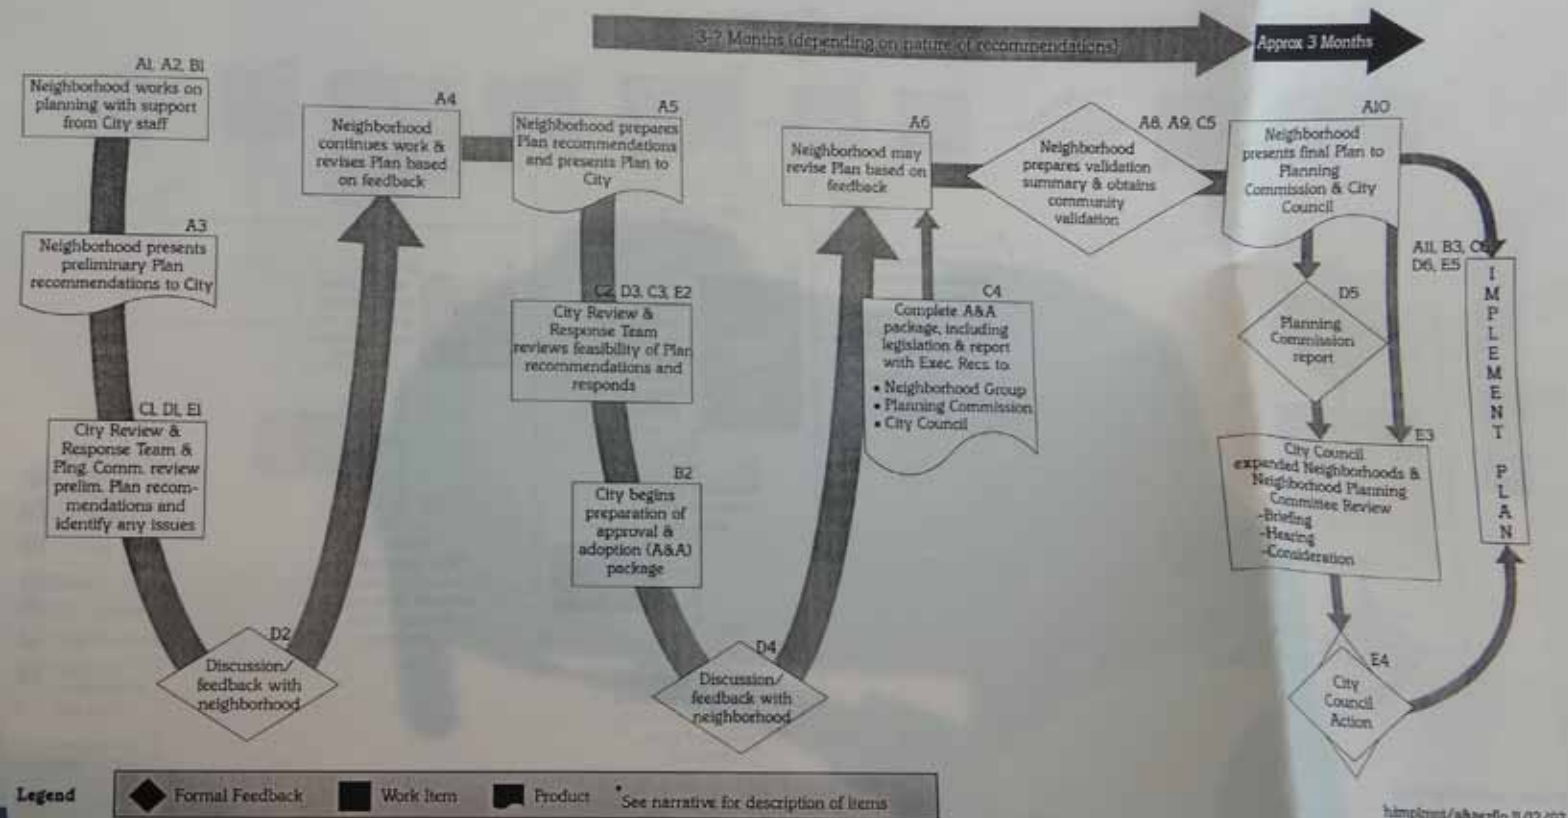 3-7 Months (depending on nature of recommendations)
Approx 3 Months
A1, A2, B1
Neighborhood works on
planning with support
from City staff
A3
Neighborhood presents
preliminary Plan
recommendations to City
C1, D1, E1
City Review &
Response Team &
Plng. Comm. review
prelim. Plan recom-
mendations and
identify any issues
D2
Discussion/
feedback with
neighborhood
A4
Neighborhood
continues work &
revises Plan based
on feedback
A5
Neighborhood prepares
Plan recommendations
and presents Plan to
City
C2, D3, C3, E2
City Review &
Response Team
reviews feasibility of Plan
recommendations and
responds
B2
City begins
preparation of
approval &
adoption (A&A)
package
D4
Discussion/
feedback with
neighborhood
A6
Neighborhood may
revise Plan based on
feedback
C4
Complete A&A
package, including
legislation & report
with Exec. Recs. to:
• Neighborhood Group
• Planning Commission
• City Council
A8, A9, C5
Neighborhood
prepares validation
summary & obtains
community
validation
A10
Neighborhood
presents final Plan to
Planning
Commission & City
Council
D5
Planning
Commission
report
E3
City Council
expanded Neighborhoods &
Neighborhood Planning
Committee Review
-Briefing
-Hearing
-Consideration
E4
City
Council
Action
A11, B3,
D6, E5
IMPLEMENT PLAN
Legend
Formal Feedback
Work Item
Product
*See narrative for description of items